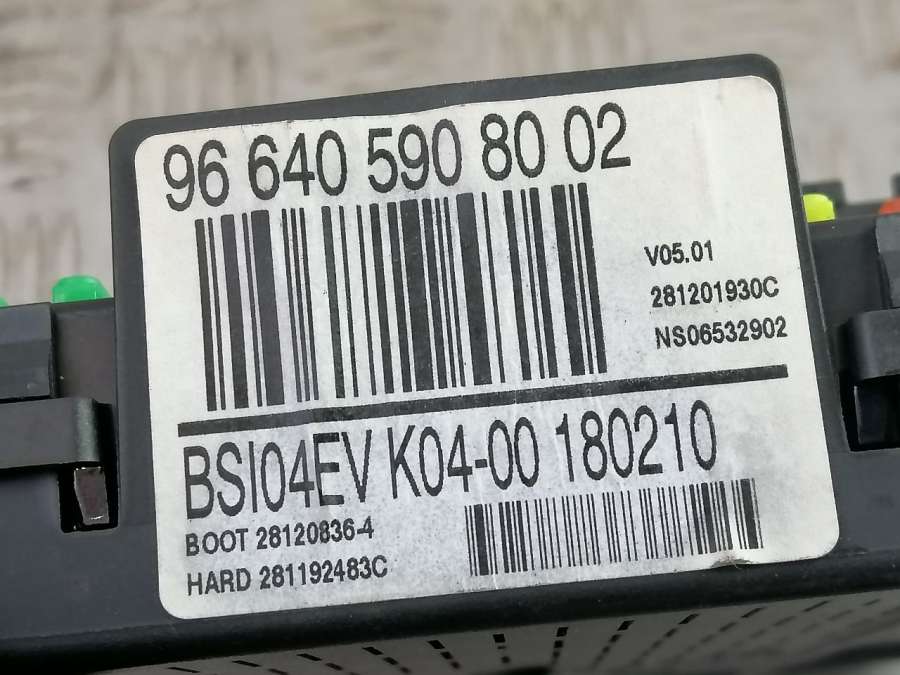 96 640 590 80 02
V05.01
281201930C
NS06532902
BSI04EV K04-00 180210
BOOT 28120836-4
HARD 281192483C